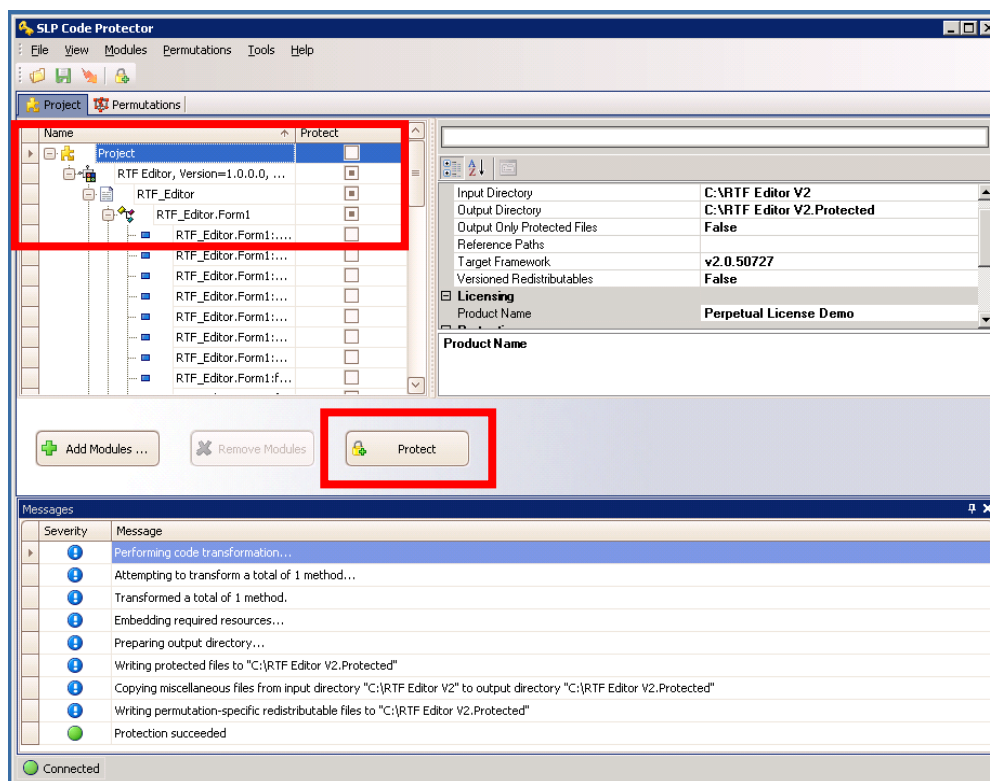 SLP Code Protector
File View Modules Permutations Tools Help
Project Permutations
Name Protect
Project
RTF Editor, Version=1.0.0.0, ...
RTF_Editor
RTF_Editor.Form1
RTF_Editor.Form1:...
RTF_Editor.Form1:...
RTF_Editor.Form1:...
RTF_Editor.Form1:...
RTF_Editor.Form1:...
RTF_Editor.Form1:...
RTF_Editor.Form1:...
RTF_Editor.Form1:f...
Input Directory C:\RTF Editor V2
Output Directory C:\RTF Editor V2.Protected
Output Only Protected Files False
Reference Paths
Target Framework v2.0.50727
Versioned Redistributables False
Licensing
Product Name Perpetual License Demo
Product Name
Add Modules ... Remove Modules Protect
Messages
Severity Message
Performing code transformation...
Attempting to transform a total of 1 method...
Transformed a total of 1 method.
Embedding required resources...
Preparing output directory...
Writing protected files to "C:\RTF Editor V2.Protected"
Copying miscellaneous files from input directory "C:\RTF Editor V2" to output directory "C:\RTF Editor V2.Protected"
Writing permutation-specific redistributable files to "C:\RTF Editor V2.Protected"
Protection succeeded
Connected